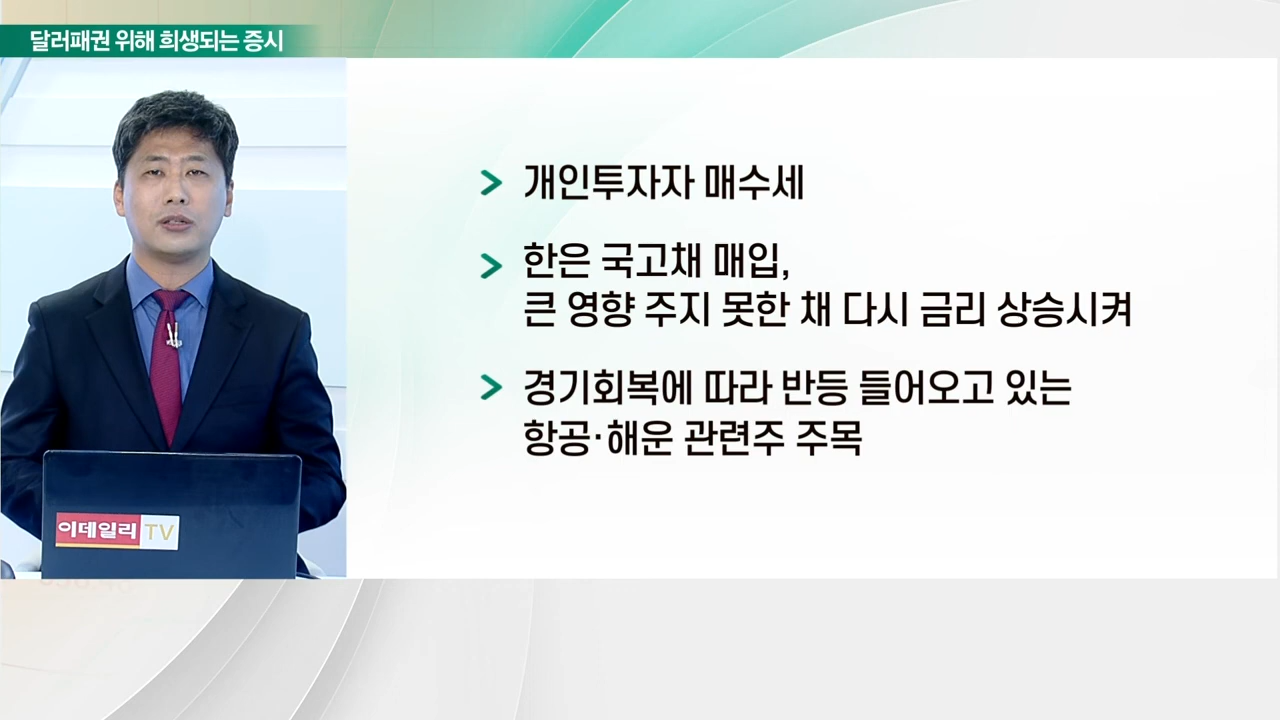 달러패권 위해 희생되는 증시
> 개인투자자 매수세
> 한은 국고채 매입,
큰 영향 주지 못한 채 다시 금리 상승시켜
> 경기회복에 따라 반등 들어오고 있는
항공·해운 관련주 주목
이데일리 TV